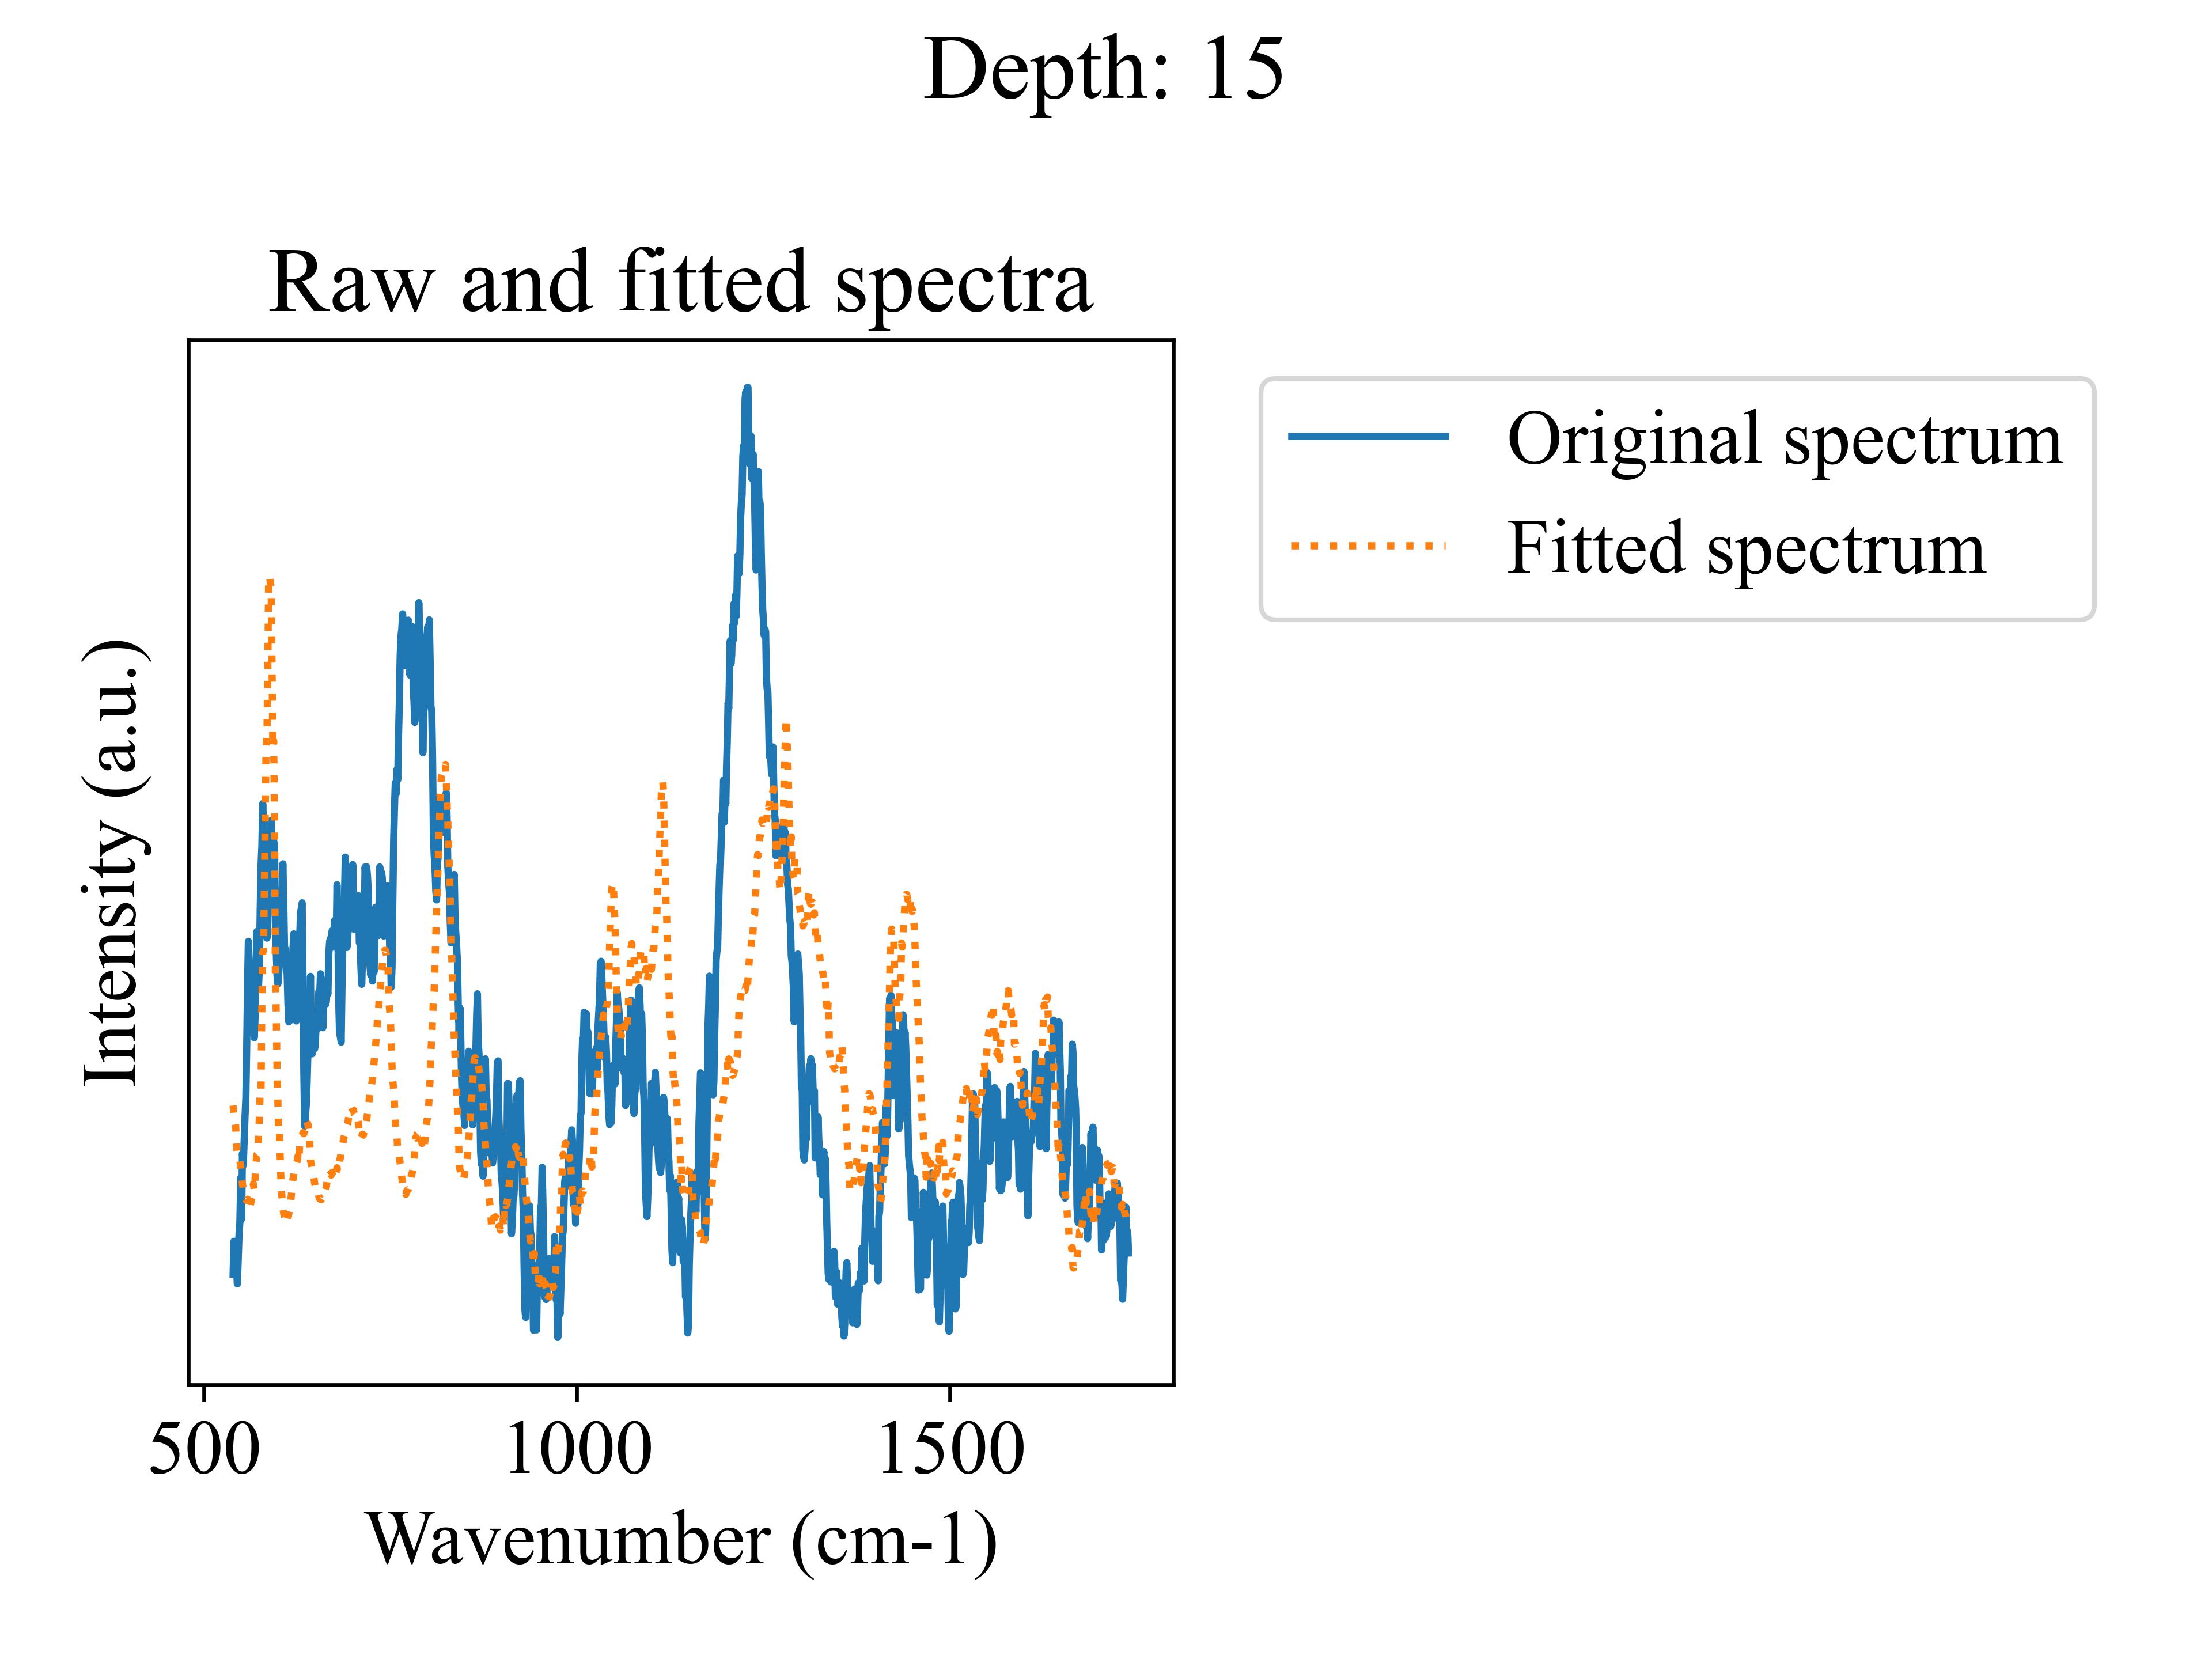 Depth: 15
Raw and fitted spectra
Original spectrum
Fitted spectrum
Intensity (a.u.)
500 1000 1500
Wavenumber (cm-1)